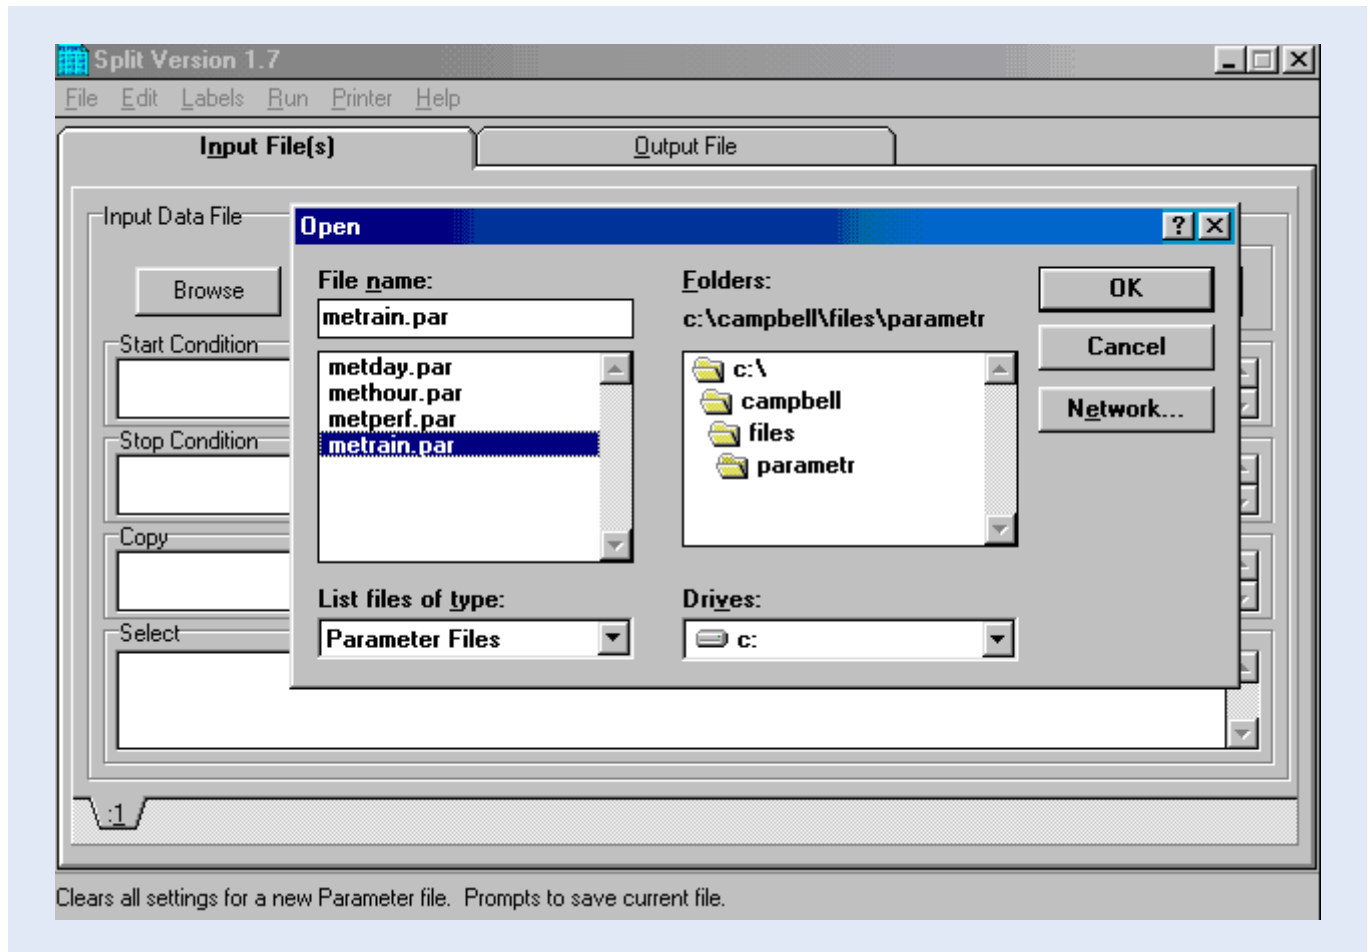 Split Version 1.7
File Edit Labels Run Printer Help
Input File(s) Output File
Input Data File
Browse
Start Condition
Stop Condition
Copy
Select
Open
File name:
metrain.par
metday.par
methour.par
metperf.par
metrain.par
List files of type:
Parameter Files
Folders:
c:\campbell\files\parametr
c:\
campbell
files
parametr
Drives:
c:
OK
Cancel
Network...
:1
Clears all settings for a new Parameter file. Prompts to save current file.